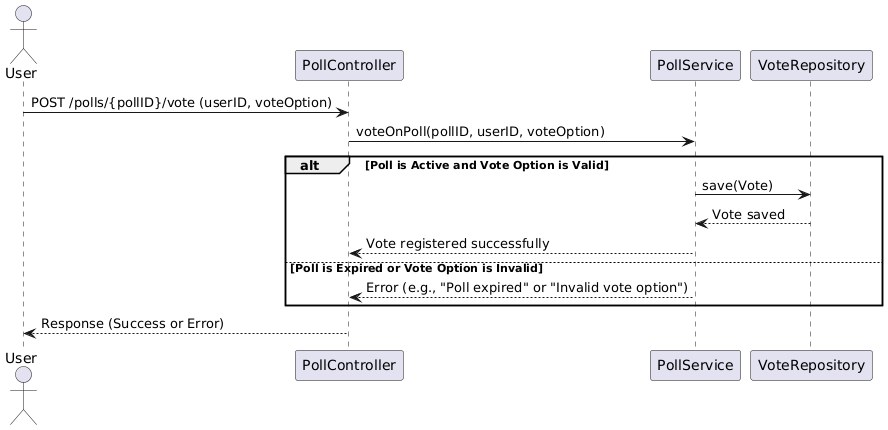 User
PollController
PollService
VoteRepository
POST /polls/{pollID}/vote (userID, voteOption)
voteOnPoll(pollID, userID, voteOption)
alt
[Poll is Active and Vote Option is Valid]
save(Vote)
Vote saved
Vote registered successfully
[Poll is Expired or Vote Option is Invalid]
Error (e.g., "Poll expired" or "Invalid vote option")
Response (Success or Error)
User
PollController
PollService
VoteRepository